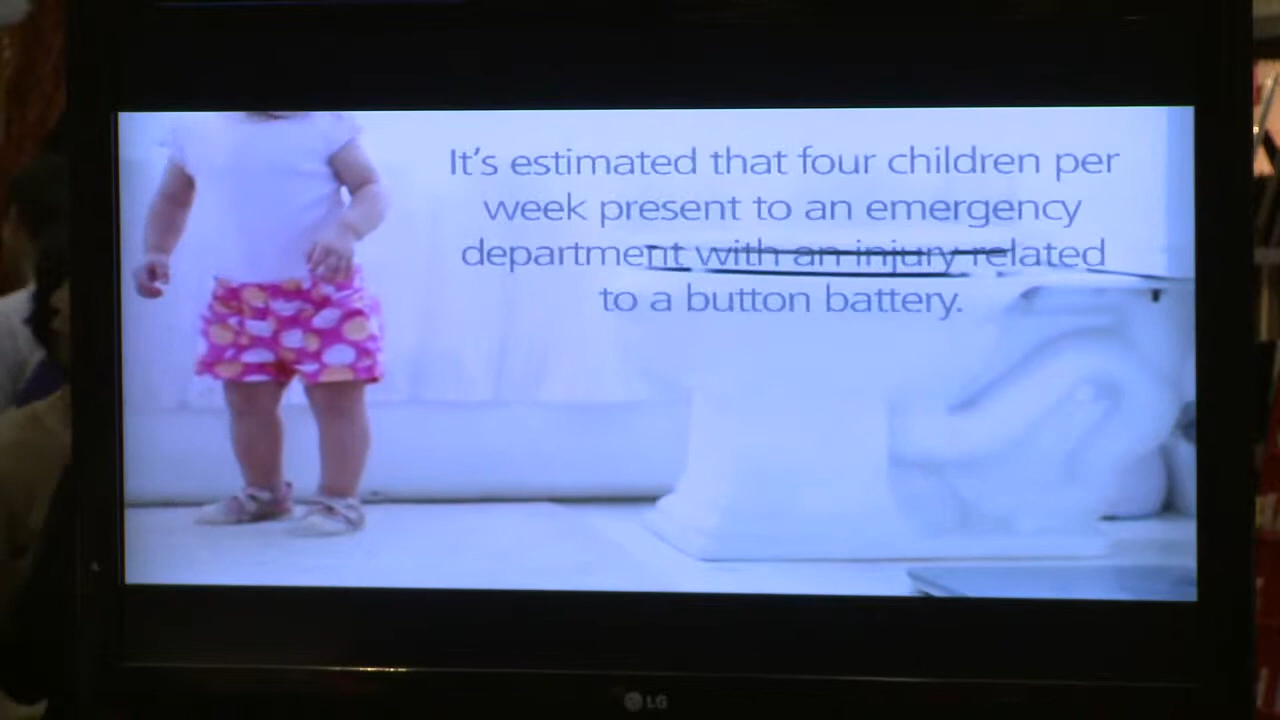 It's estimated that four children per
week present to an emergency
department with an injury related
to a button battery.
LG